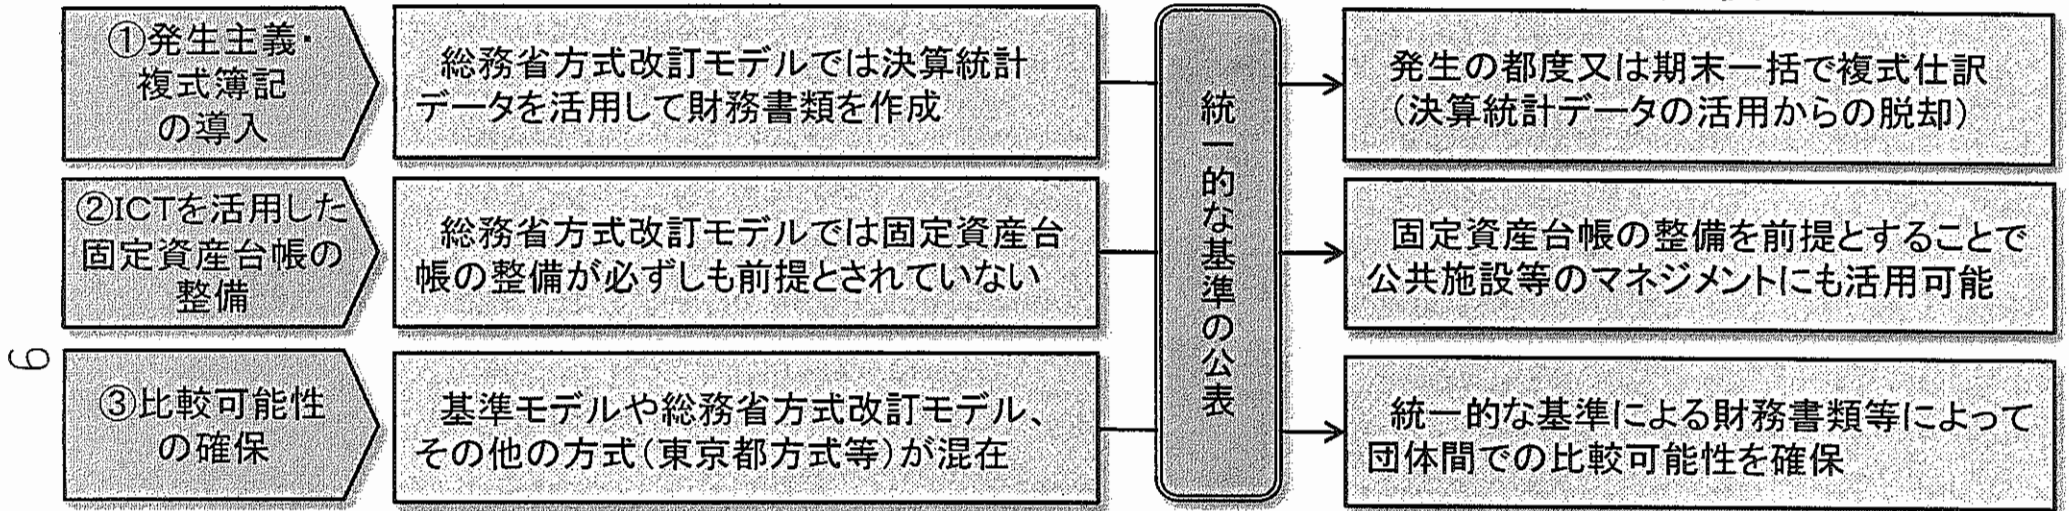 ①発生主義・
複式簿記
の導入
総務省方式改訂モデルでは決算統計
データを活用して財務書類を作成
発生の都度又は期末一括で複式仕訳
（決算統計データの活用からの脱却）
②ICTを活用した
固定資産台帳の
整備
総務省方式改訂モデルでは固定資産台
帳の整備が必ずしも前提とされていない
固定資産台帳の整備を前提とすることで
公共施設等のマネジメントにも活用可能
③比較可能性
の確保
基準モデルや総務省方式改訂モデル、
その他の方式（東京都方式等）が混在
統一的な基準による財務書類等によって
団体間での比較可能性を確保
統一的な基準の公表
9